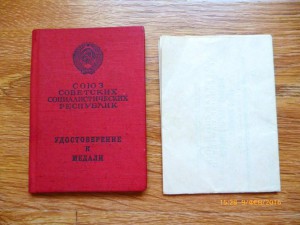 СОЮЗ
СОВЕТСКИХ
СОЦИАЛИСТИЧЕСКИХ
РЕСПУБЛИК
УДОСТОВЕРЕНИЕ
К
МЕДАЛИ